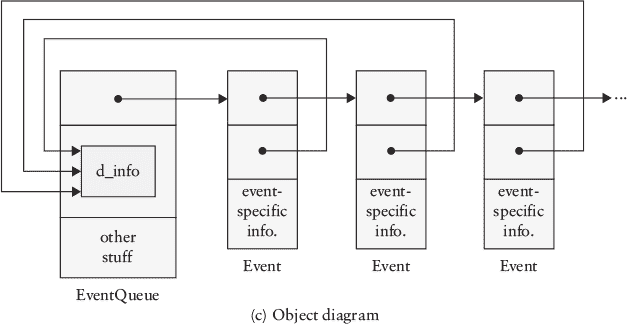 ...
d_info
other
stuff
EventQueue
event-
specific
info.
Event
event-
specific
info.
Event
event-
specific
info.
Event
(c) Object diagram